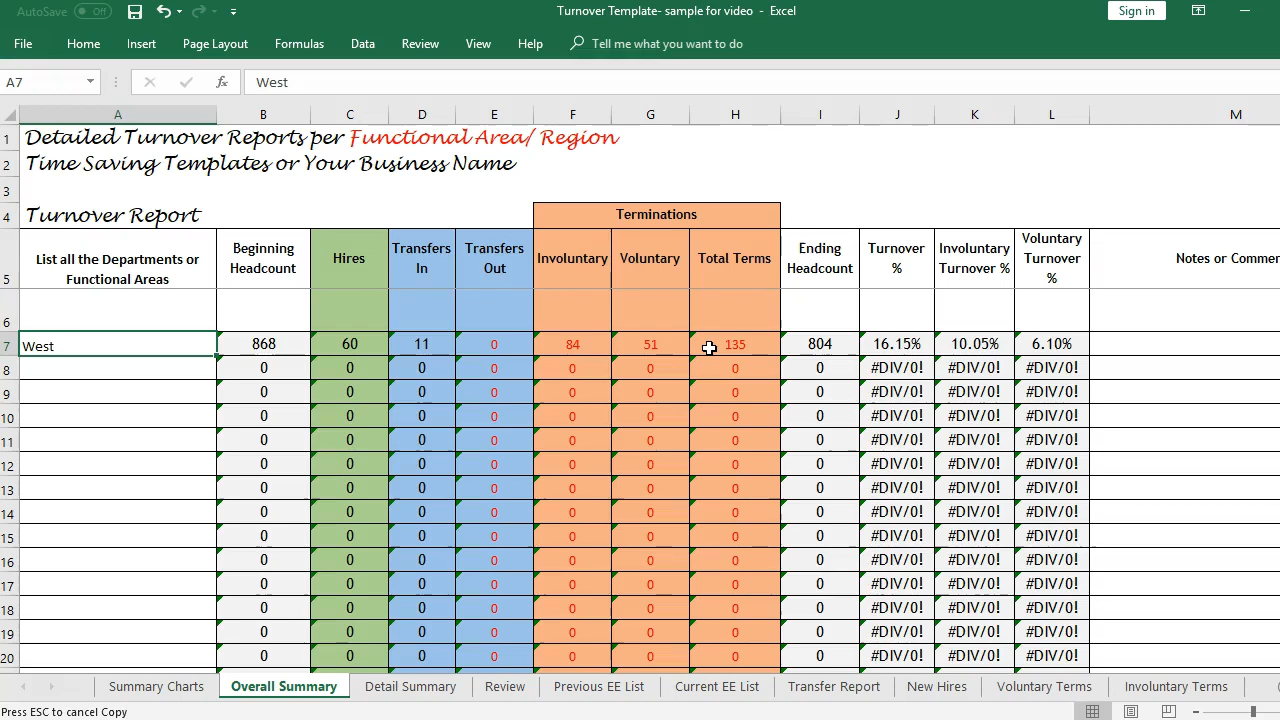 AutoSave Off Turnover Template- sample for video - Excel Sign in
File Home Insert Page Layout Formulas Data Review View Help Tell me what you want to do
A7 fx West
A B C D E F G H I J K L M
1 Detailed Turnover Reports per Functional Area/ Region
2 Time Saving Templates or Your Business Name
3
4 Turnover Report Terminations
5 List all the Departments or Functional Areas Beginning Headcount Hires Transfers In Transfers Out Involuntary Voluntary Total Terms Ending Headcount Turnover % Involuntary Turnover % Voluntary Turnover % Notes or Commer
6
7 West 868 60 11 0 84 51 135 804 16.15% 10.05% 6.10%
8 0 0 0 0 0 0 0 0 #DIV/0! #DIV/0! #DIV/0!
9 0 0 0 0 0 0 0 0 #DIV/0! #DIV/0! #DIV/0!
10 0 0 0 0 0 0 0 0 #DIV/0! #DIV/0! #DIV/0!
11 0 0 0 0 0 0 0 0 #DIV/0! #DIV/0! #DIV/0!
12 0 0 0 0 0 0 0 0 #DIV/0! #DIV/0! #DIV/0!
13 0 0 0 0 0 0 0 0 #DIV/0! #DIV/0! #DIV/0!
14 0 0 0 0 0 0 0 0 #DIV/0! #DIV/0! #DIV/0!
15 0 0 0 0 0 0 0 0 #DIV/0! #DIV/0! #DIV/0!
16 0 0 0 0 0 0 0 0 #DIV/0! #DIV/0! #DIV/0!
17 0 0 0 0 0 0 0 0 #DIV/0! #DIV/0! #DIV/0!
18 0 0 0 0 0 0 0 0 #DIV/0! #DIV/0! #DIV/0!
19 0 0 0 0 0 0 0 0 #DIV/0! #DIV/0! #DIV/0!
20 0 0 0 0 0 0 0 0 #DIV/0! #DIV/0! #DIV/0!
Summary Charts Overall Summary Detail Summary Review Previous EE List Current EE List Transfer Report New Hires Voluntary Terms Involuntary Terms
Press ESC to cancel Copy